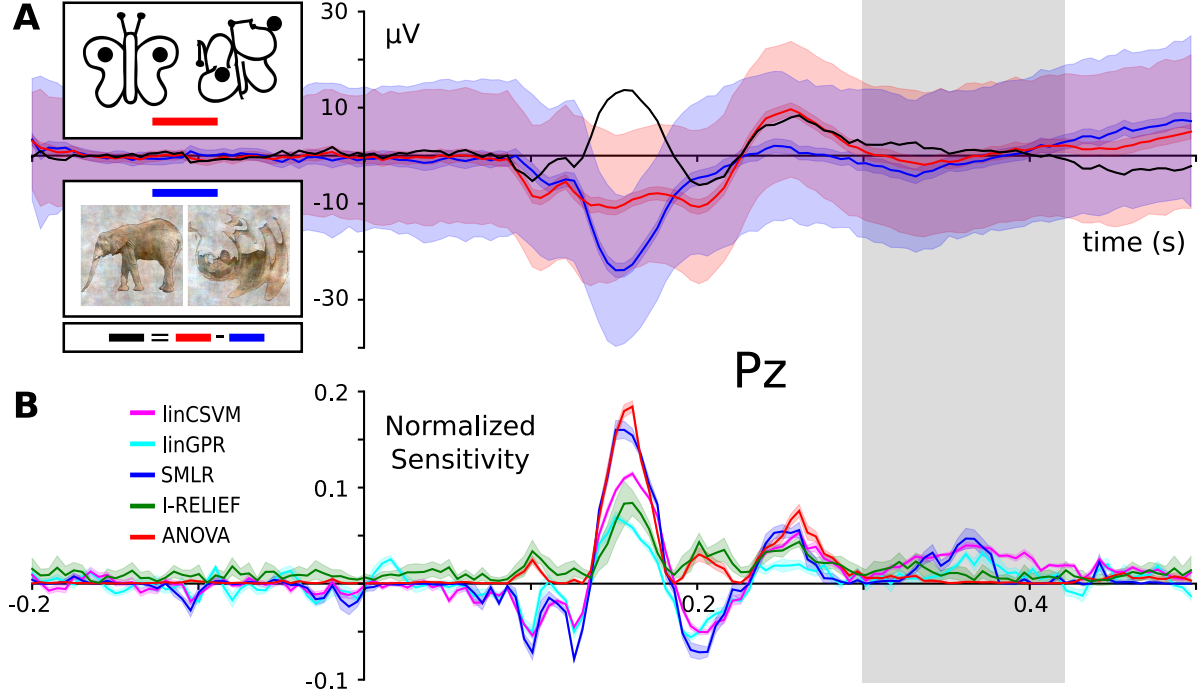 A
µV
30
10
-10
-30
time (s)
= -
Pz
B
0.2
0.1
-0.1
Normalized
Sensitivity
linCSVM
linGPR
SMLR
I-RELIEF
ANOVA
-0.2
0.2
0.4